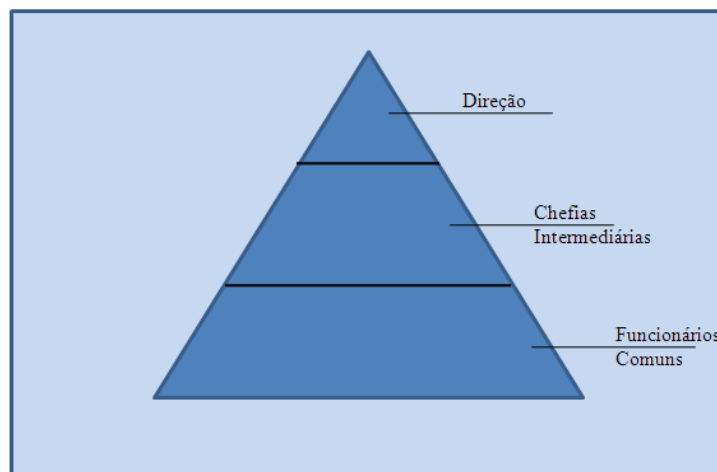 Direção
Chefias
Intermediárias
Funcionários
Comuns